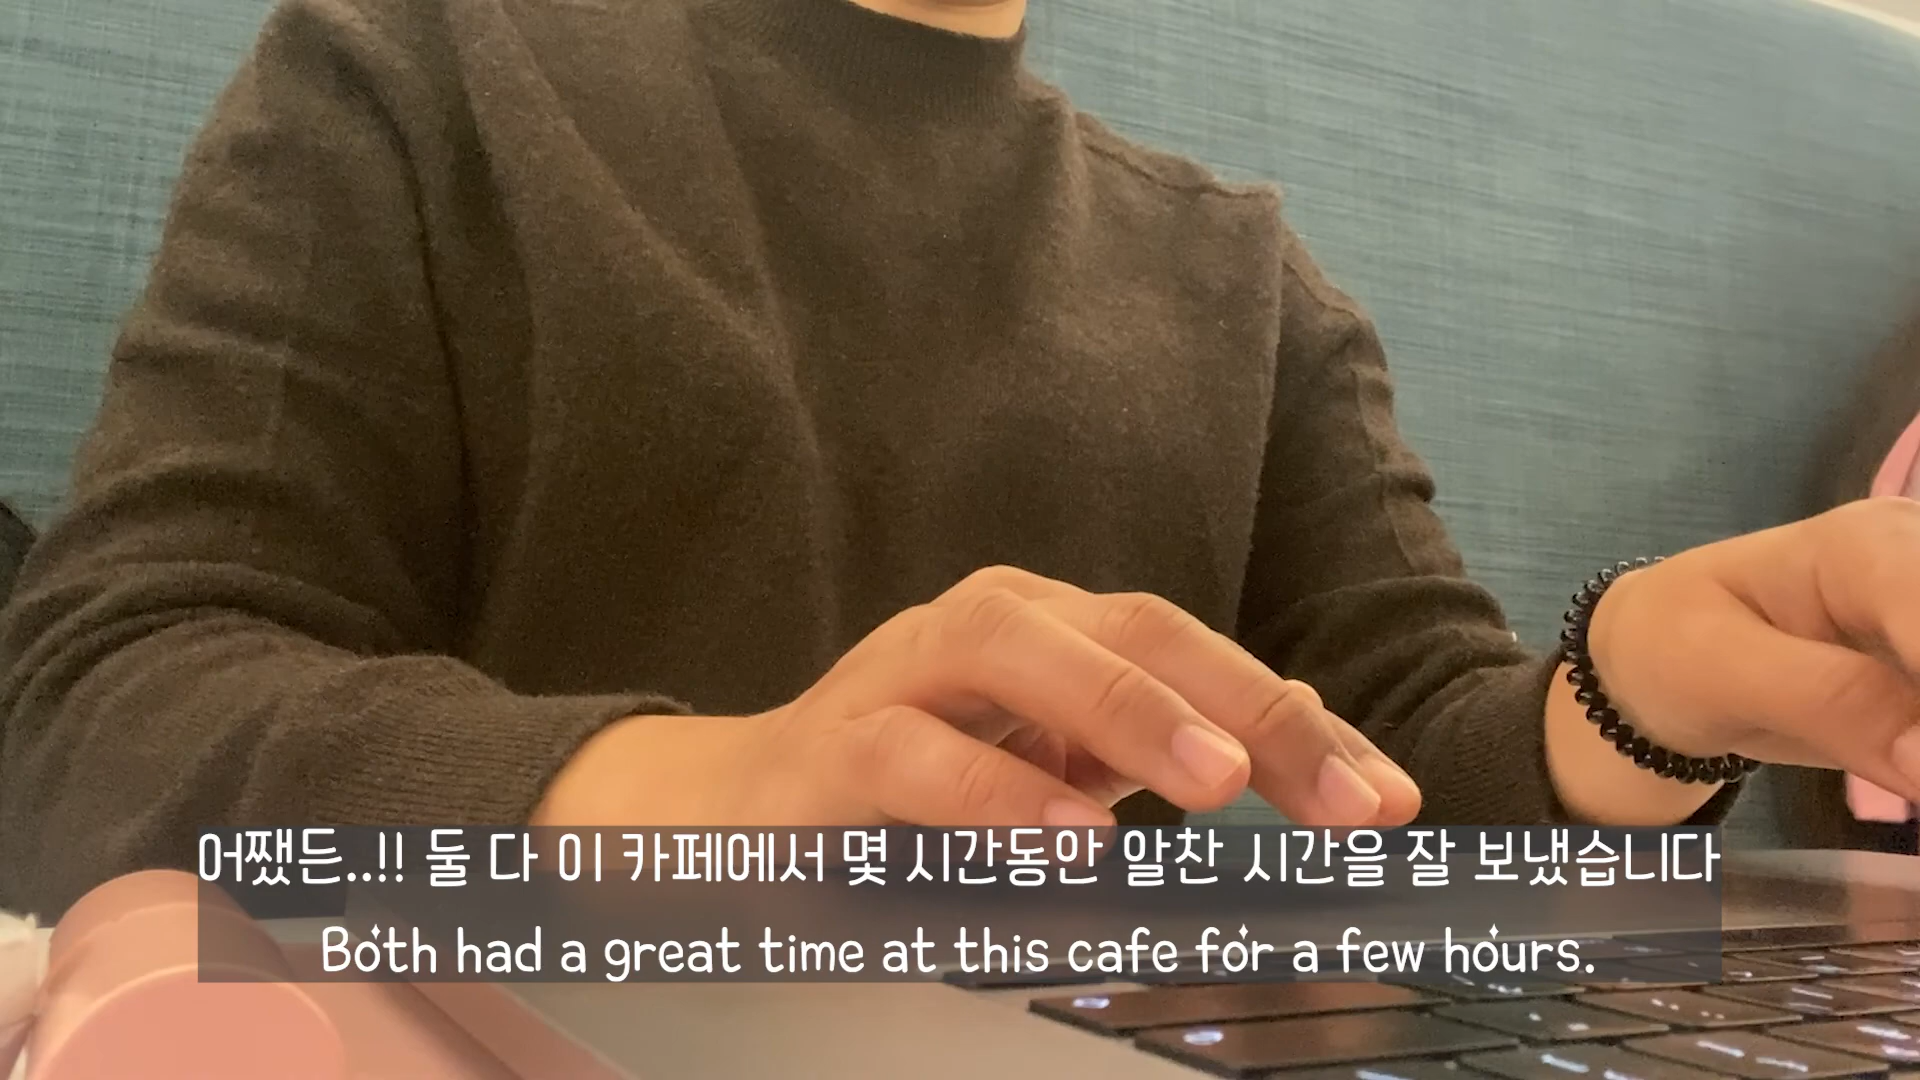 어쨌든..!! 둘 다 이 카페에서 몇 시간동안 알찬 시간을 잘 보냈습니다
Both had a great time at this cafe for a few hours.